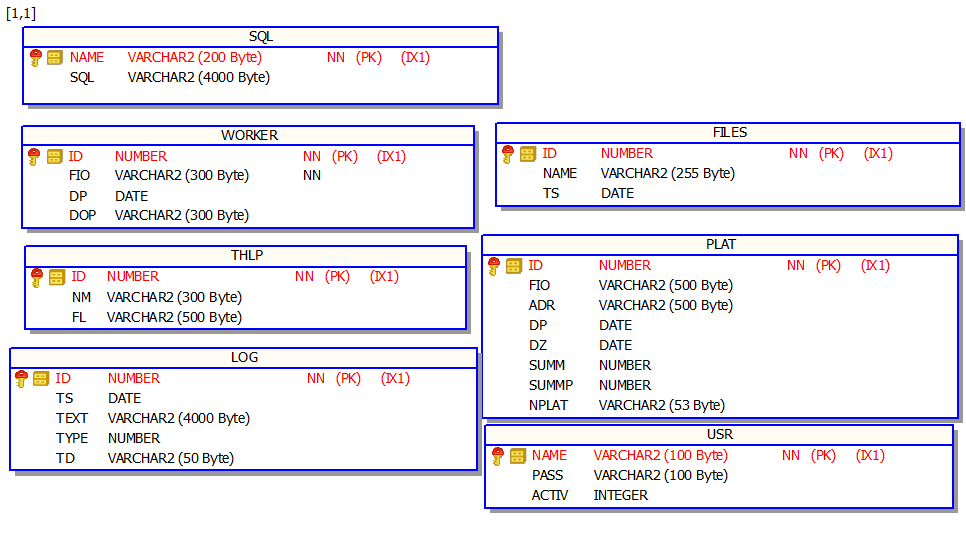 [1,1]
SQL
NAME VARCHAR2 (200 Byte) NN (PK) (IX1)
SQL VARCHAR2 (4000 Byte)
WORKER
ID NUMBER NN (PK) (IX1)
FIO VARCHAR2 (300 Byte) NN
DP DATE
DOP VARCHAR2 (300 Byte)
FILES
ID NUMBER NN (PK) (IX1)
NAME VARCHAR2 (255 Byte)
TS DATE
THLP
ID NUMBER NN (PK) (IX1)
NM VARCHAR2 (300 Byte)
FL VARCHAR2 (500 Byte)
PLAT
ID NUMBER NN (PK) (IX1)
FIO VARCHAR2 (500 Byte)
ADR VARCHAR2 (500 Byte)
DP DATE
DZ DATE
SUMM NUMBER
SUMMP NUMBER
NPLAT VARCHAR2 (53 Byte)
LOG
ID NUMBER NN (PK) (IX1)
TS DATE
TEXT VARCHAR2 (4000 Byte)
TYPE NUMBER
TD VARCHAR2 (50 Byte)
USR
NAME VARCHAR2 (100 Byte) NN (PK) (IX1)
PASS VARCHAR2 (100 Byte)
ACTIV INTEGER